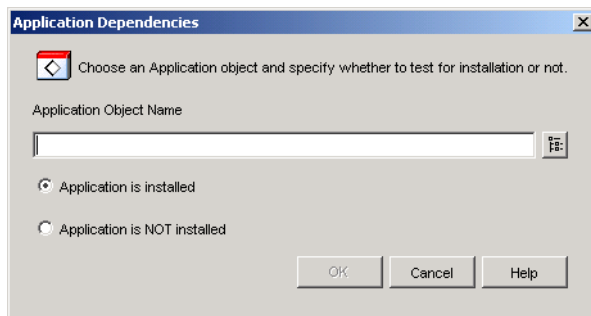 Application Dependencies
Choose an Application object and specify whether to test for installation or not.
Application Object Name
Application is installed
Application is NOT installed
OK Cancel Help